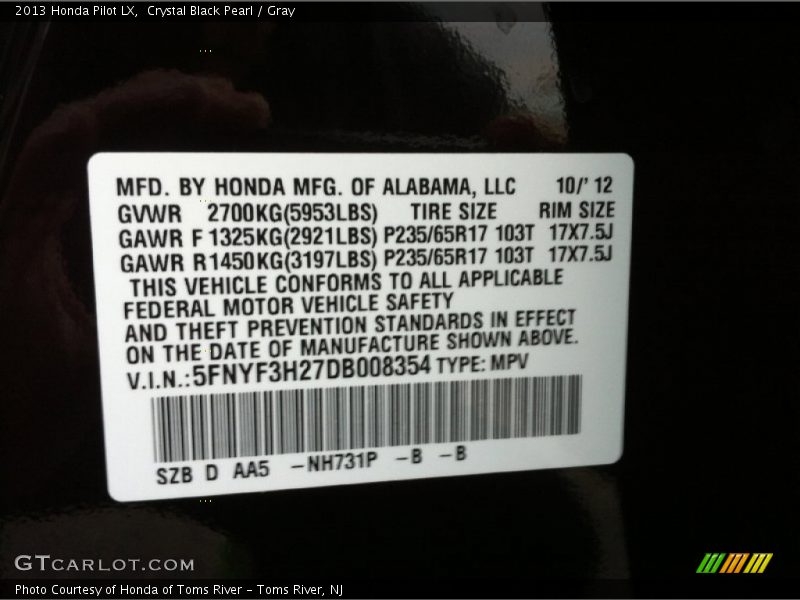 2013 Honda Pilot LX,  Crystal Black Pearl / Gray
MFD. BY HONDA MFG. OF ALABAMA, LLC 10/' 12
GVWR 2700KG(5953LBS) TIRE SIZE RIM SIZE
GAWR F 1325KG(2921LBS) P235/65R17 103T 17X7.5J
GAWR R 1450KG(3197LBS) P235/65R17 103T 17X7.5J
THIS VEHICLE CONFORMS TO ALL APPLICABLE
FEDERAL MOTOR VEHICLE SAFETY
AND THEFT PREVENTION STANDARDS IN EFFECT
ON THE DATE OF MANUFACTURE SHOWN ABOVE.
V.I.N.:5FNYF3H27DB008354 TYPE: MPV
SZB D AA5 -NH731P -B -B
GTCARLOT.COM
Photo Courtesy of Honda of Toms River - Toms River, NJ